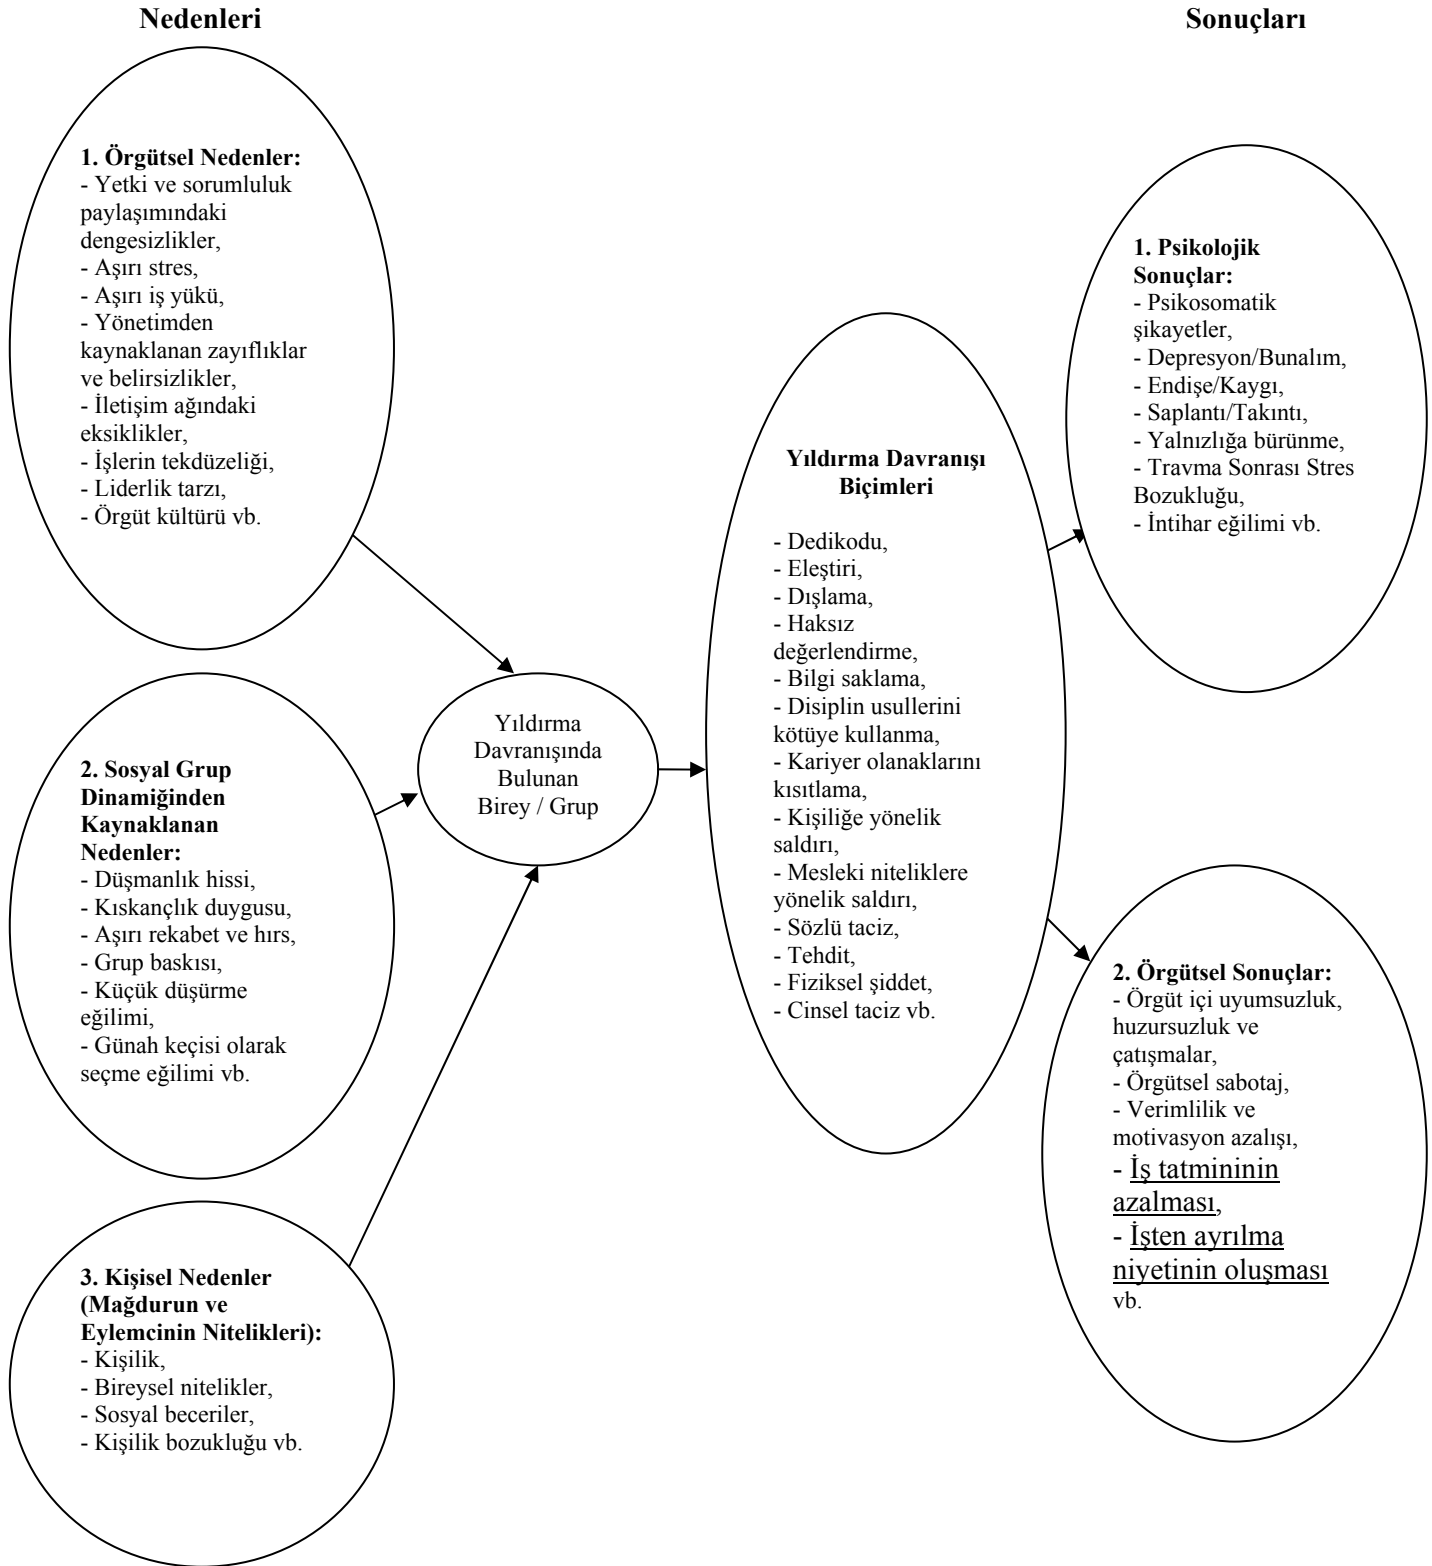 Nedenleri
Sonuçları
1. Örgütsel Nedenler:
- Yetki ve sorumluluk
paylaşımındaki
dengesizlikler,
- Aşırı stres,
- Aşırı iş yükü,
- Yönetimden
kaynaklanan zayıflıklar
ve belirsizlikler,
- İletişim ağındaki
eksiklikler,
- İşlerin tekdüzeliği,
- Liderlik tarzı,
- Örgüt kültürü vb.
2. Sosyal Grup
Dinamiğinden
Kaynaklanan
Nedenler:
- Düşmanlık hissi,
- Kıskançlık duygusu,
- Aşırı rekabet ve hırs,
- Grup baskısı,
- Küçük düşürme
eğilimi,
- Günah keçisi olarak
seçme eğilimi vb.
3. Kişisel Nedenler
(Mağdurun ve
Eylemcinin Nitelikleri):
- Kişilik,
- Bireysel nitelikler,
- Sosyal beceriler,
- Kişilik bozukluğu vb.
Yıldırma
Davranışında
Bulunan
Birey / Grup
Yıldırma Davranışı
Biçimleri
- Dedikodu,
- Eleştiri,
- Dışlama,
- Haksız
değerlendirme,
- Bilgi saklama,
- Disiplin usullerini
kötüye kullanma,
- Kariyer olanaklarını
kısıtlama,
- Kişiliğe yönelik
saldırı,
- Mesleki niteliklere
yönelik saldırı,
- Sözlü taciz,
- Tehdit,
- Fiziksel şiddet,
- Cinsel taciz vb.
1. Psikolojik
Sonuçlar:
- Psikosomatik
şikayetler,
- Depresyon/Bunalım,
- Endişe/Kaygı,
- Saplantı/Takıntı,
- Yalnızlığa bürünme,
- Travma Sonrası Stres
Bozukluğu,
- İntihar eğilimi vb.
2. Örgütsel Sonuçlar:
- Örgüt içi uyumsuzluk,
huzursuzluk ve
çatışmalar,
- Örgütsel sabotaj,
- Verimlilik ve
motivasyon azalışı,
- İş tatmininin
azalması,
- İşten ayrılma
niyetinin oluşması
vb.